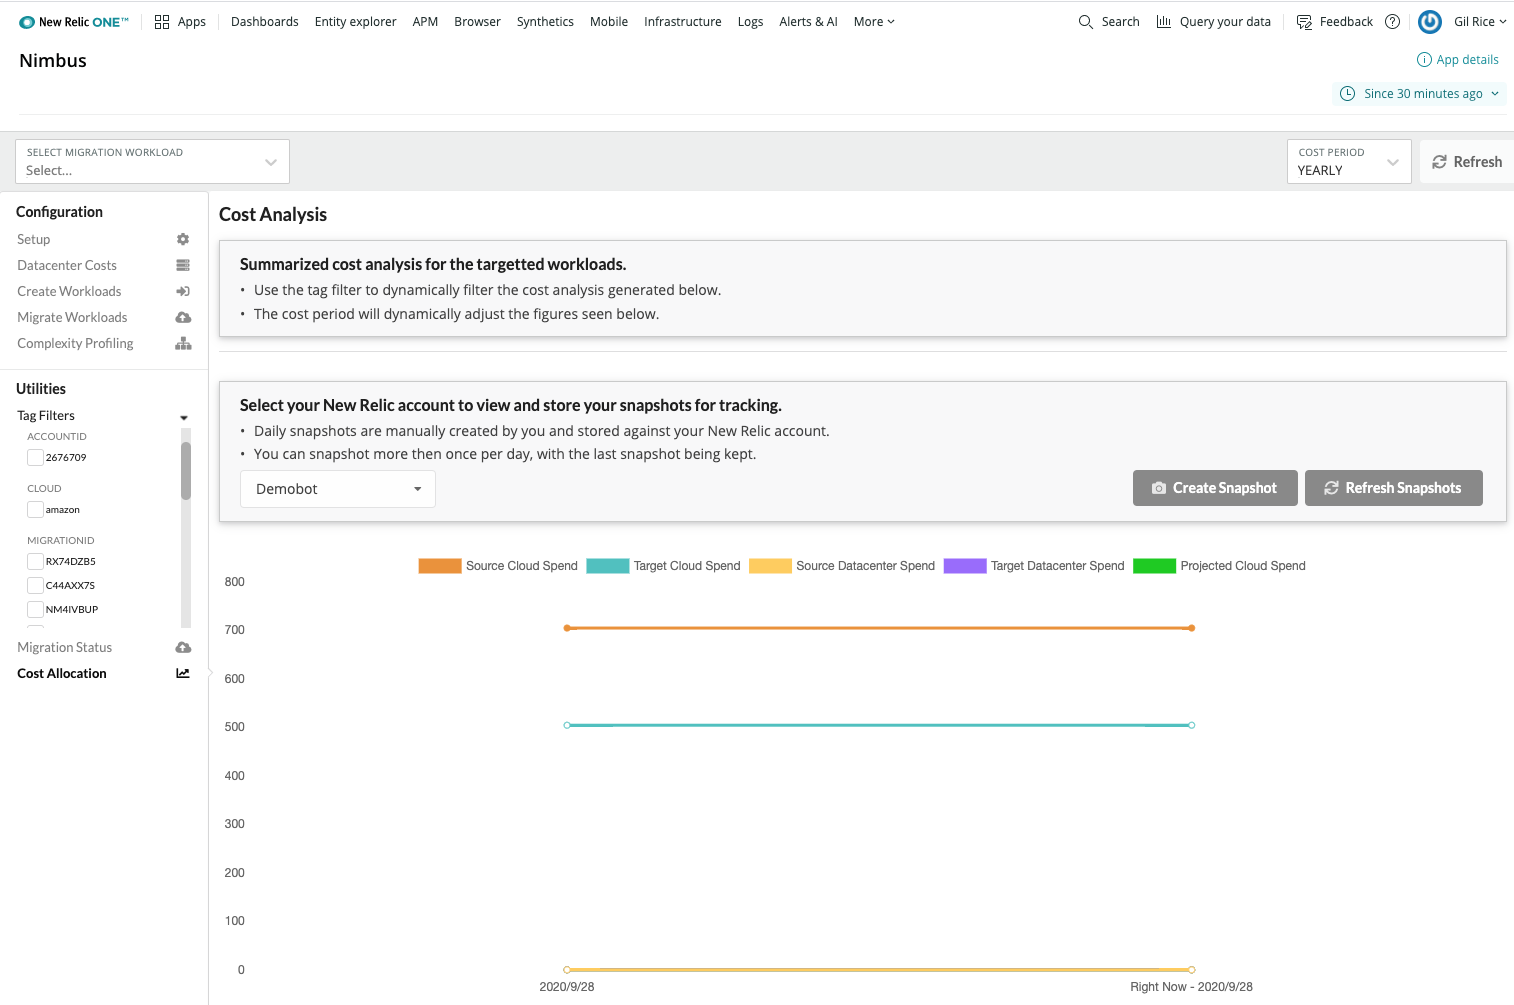 New Relic ONE™ Apps Dashboards Entity explorer APM Browser Synthetics Mobile Infrastructure Logs Alerts & AI More Search Query your data Feedback ? Gil Rice
Nimbus
App details
Since 30 minutes ago
SELECT MIGRATION WORKLOAD
Select...
COST PERIOD
YEARLY
Refresh
Configuration
Setup
Datacenter Costs
Create Workloads
Migrate Workloads
Complexity Profiling
Utilities
Tag Filters
ACCOUNTID
2676709
CLOUD
amazon
MIGRATIONID
RX74DZB5
C44AXX7S
NM4IVBUP
Migration Status
Cost Allocation
Cost Analysis
Summarized cost analysis for the targetted workloads.
• Use the tag filter to dynamically filter the cost analysis generated below.
• The cost period will dynamically adjust the figures seen below.
Select your New Relic account to view and store your snapshots for tracking.
• Daily snapshots are manually created by you and stored against your New Relic account.
• You can snapshot more then once per day, with the last snapshot being kept.
Demobot
Create Snapshot
Refresh Snapshots
Source Cloud Spend Target Cloud Spend Source Datacenter Spend Target Datacenter Spend Projected Cloud Spend
800
700
600
500
400
300
200
100
0
2020/9/28 Right Now - 2020/9/28